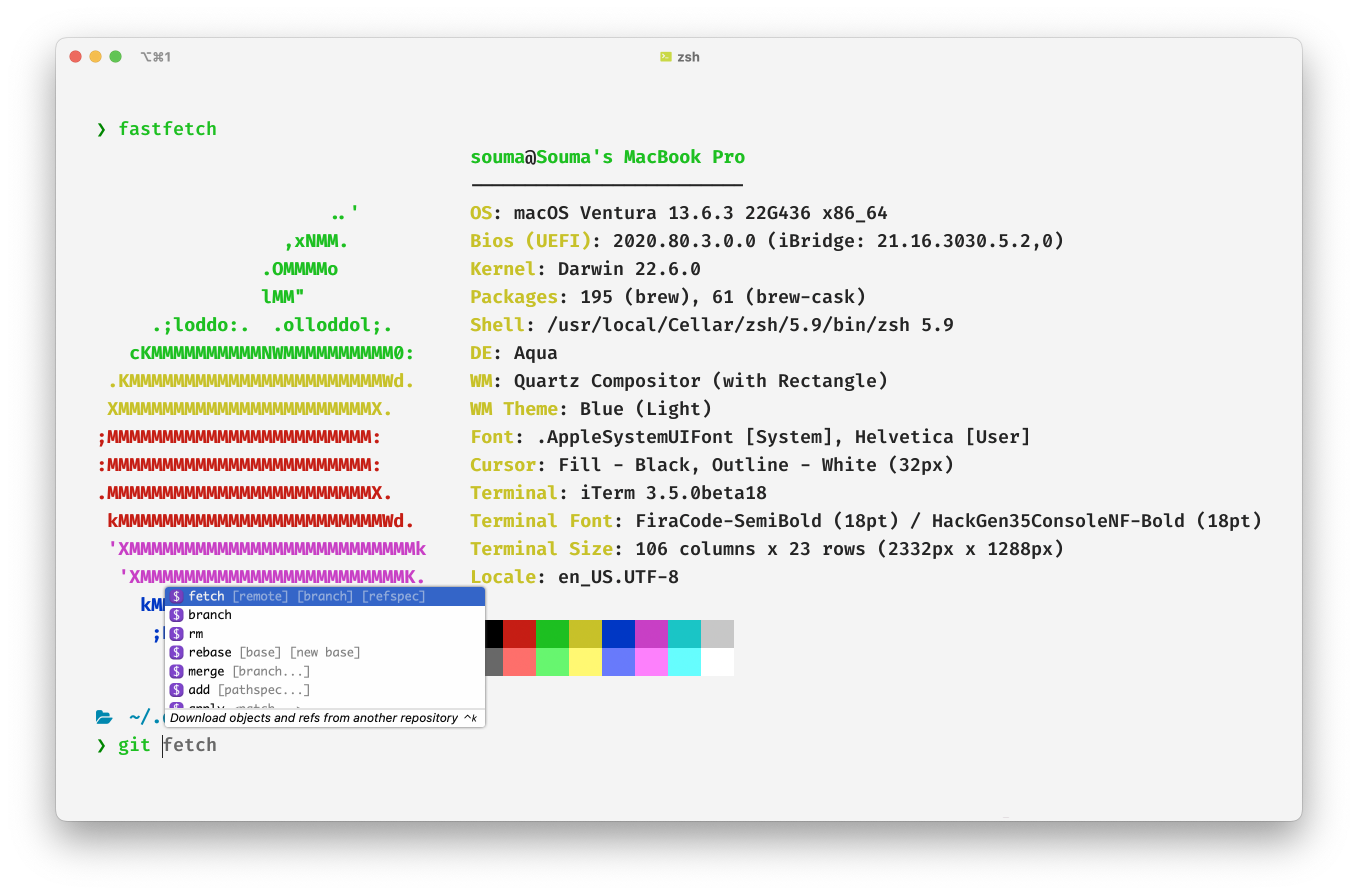 ⌥⌘1
zsh
❯ fastfetch
souma@Souma's MacBook Pro
-------------------------
..'
,xNMM.
.OMMMMo
lMM"
.;loddo:.  .olloddol;.
cKMMMMMMMMMMNWMMMMMMMMMM0:
.KMMMMMMMMMMMMMMMMMMMMMMMWd.
XMMMMMMMMMMMMMMMMMMMMMMMX.
;MMMMMMMMMMMMMMMMMMMMMMMM:
:MMMMMMMMMMMMMMMMMMMMMMMM:
.MMMMMMMMMMMMMMMMMMMMMMMMX.
kMMMMMMMMMMMMMMMMMMMMMMMMWd.
'XMMMMMMMMMMMMMMMMMMMMMMMMMMk
'XMMMMMMMMMMMMMMMMMMMMMMMMK.
OS: macOS Ventura 13.6.3 22G436 x86_64
Bios (UEFI): 2020.80.3.0.0 (iBridge: 21.16.3030.5.2,0)
Kernel: Darwin 22.6.0
Packages: 195 (brew), 61 (brew-cask)
Shell: /usr/local/Cellar/zsh/5.9/bin/zsh 5.9
DE: Aqua
WM: Quartz Compositor (with Rectangle)
WM Theme: Blue (Light)
Font: .AppleSystemUIFont [System], Helvetica [User]
Cursor: Fill - Black, Outline - White (32px)
Terminal: iTerm 3.5.0beta18
Terminal Font: FiraCode-SemiBold (18pt) / HackGen35ConsoleNF-Bold (18pt)
Terminal Size: 106 columns x 23 rows (2332px x 1288px)
Locale: en_US.UTF-8
$ fetch [remote] [branch] [refspec]
$ branch
$ rm
$ rebase [base] [new base]
$ merge [branch...]
$ add [pathspec...]
Download objects and refs from another repository ^k
~/.
❯ git fetch